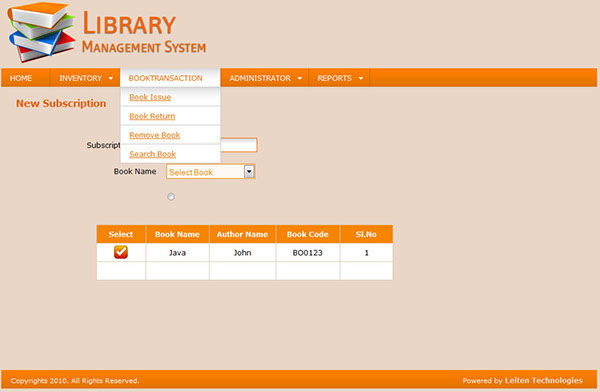 LIBRARY
MANAGEMENT SYSTEM
HOME INVENTORY BOOKTRANSACTION ADMINISTRATOR REPORTS
New Subscription
Book Issue
Book Return
Remove Book
Search Book
Book Name Select Book
Select Book Name Author Name Book Code Sl.No
Java John BO0123 1
Copyrights 2010. All Rights Reserved. Powered by Leiten Technologies